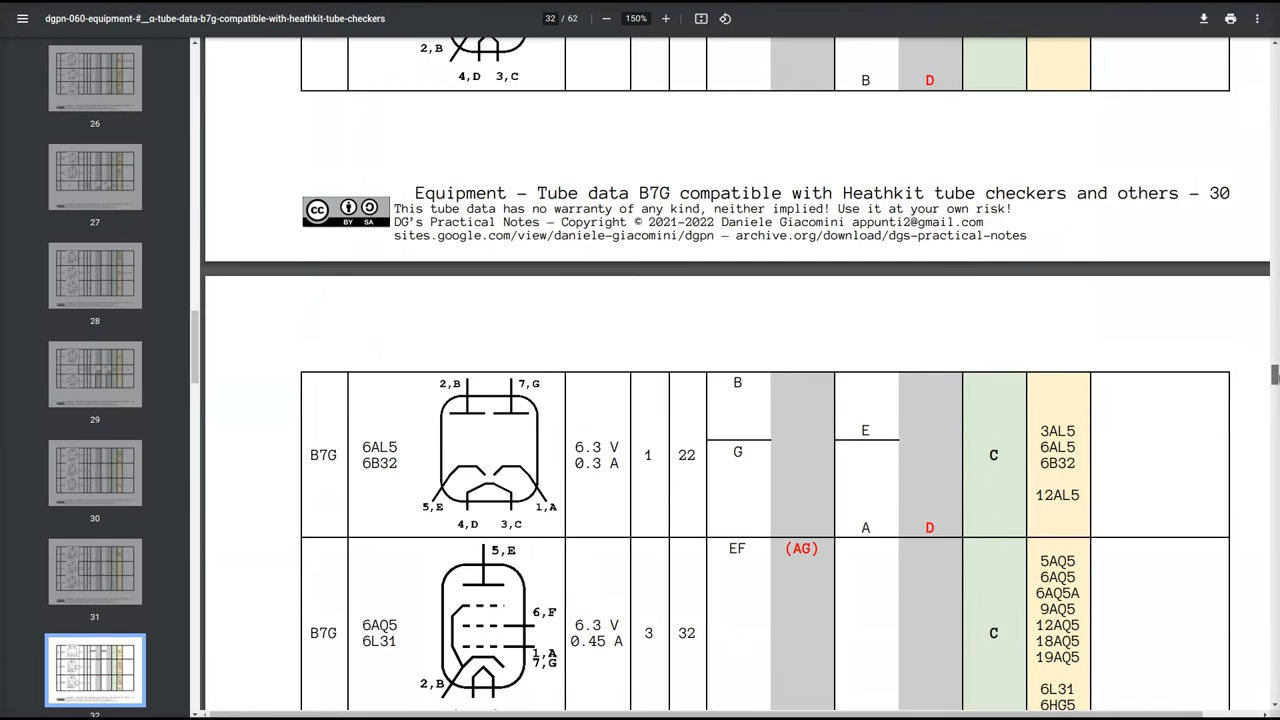 dgpn-060-equipment-#__α-tube-data-b7g-compatible-with-heathkit-tube-checkers
32 / 62
150%
26
27
28
29
30
31
32
2,B
4,D 3,C
B D
Equipment – Tube data B7G compatible with Heathkit tube checkers and others – 30
cc BY SA
This tube data has no warranty of any kind, neither implied! Use it at your own risk!
DG's Practical Notes – Copyright © 2021-2022 Daniele Giacomini appunti2@gmail.com
sites.google.com/view/daniele-giacomini/dgpn – archive.org/download/dgs-practical-notes
B7G
6AL5
6B32
2,B 7,G
5,E 1,A
4,D 3,C
6.3 V
0.3 A
1
22
B
G
E
A
D
C
3AL5
6AL5
6B32
12AL5
B7G
6AQ5
6L31
5,E
6,F
1,A
7,G
2,B
6.3 V
0.45 A
3
32
EF
(AG)
C
5AQ5
6AQ5
6AQ5A
9AQ5
12AQ5
18AQ5
19AQ5
6L31
6HG5